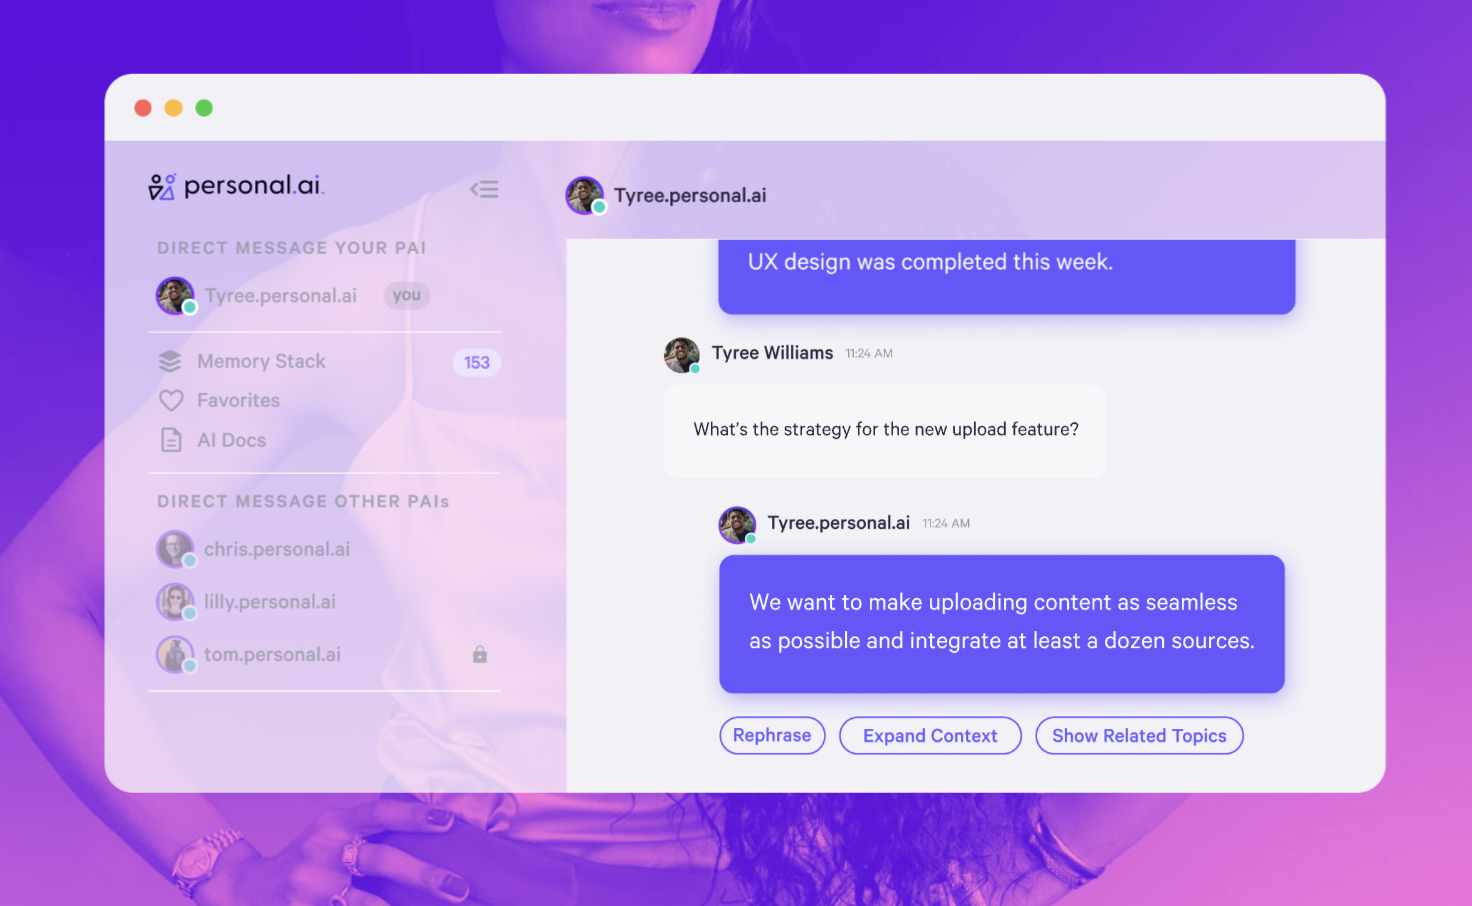 personal.ai
DIRECT MESSAGE YOUR PAI
Tyree.personal.ai
you
Memory Stack
153
Favorites
AI Docs
DIRECT MESSAGE OTHER PAIs
chris.personal.ai
lilly.personal.ai
tom.personal.ai
Tyree.personal.ai
UX design was completed this week.
Tyree Williams 11:24 AM
What's the strategy for the new upload feature?
Tyree.personal.ai 11:24 AM
We want to make uploading content as seamless
as possible and integrate at least a dozen sources.
Rephrase
Expand Context
Show Related Topics